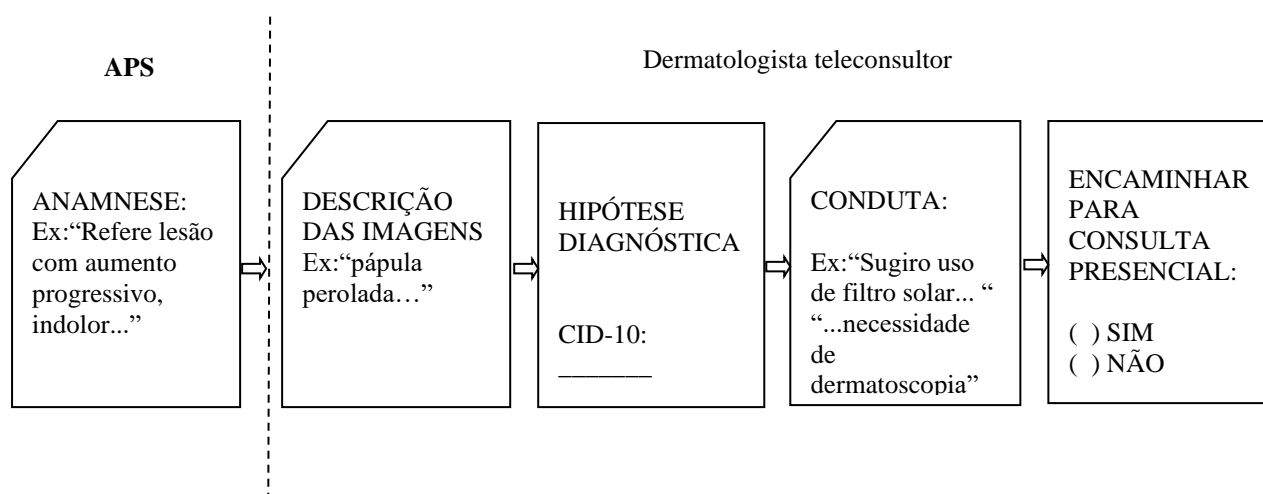 APS
Dermatologista teleconsultor
ANAMNESE:
Ex:“Refere lesão
com aumento
progressivo,
indolor...”
DESCRIÇÃO
DAS IMAGENS
Ex:“pápula
perolada…”
HIPÓTESE
DIAGNÓSTICA
CID-10:
_______
CONDUTA:
Ex:“Sugiro uso
de filtro solar... “
“...necessidade
de
dermatoscopia”
ENCAMINHAR
PARA
CONSULTA
PRESENCIAL:
( ) SIM
( ) NÃO